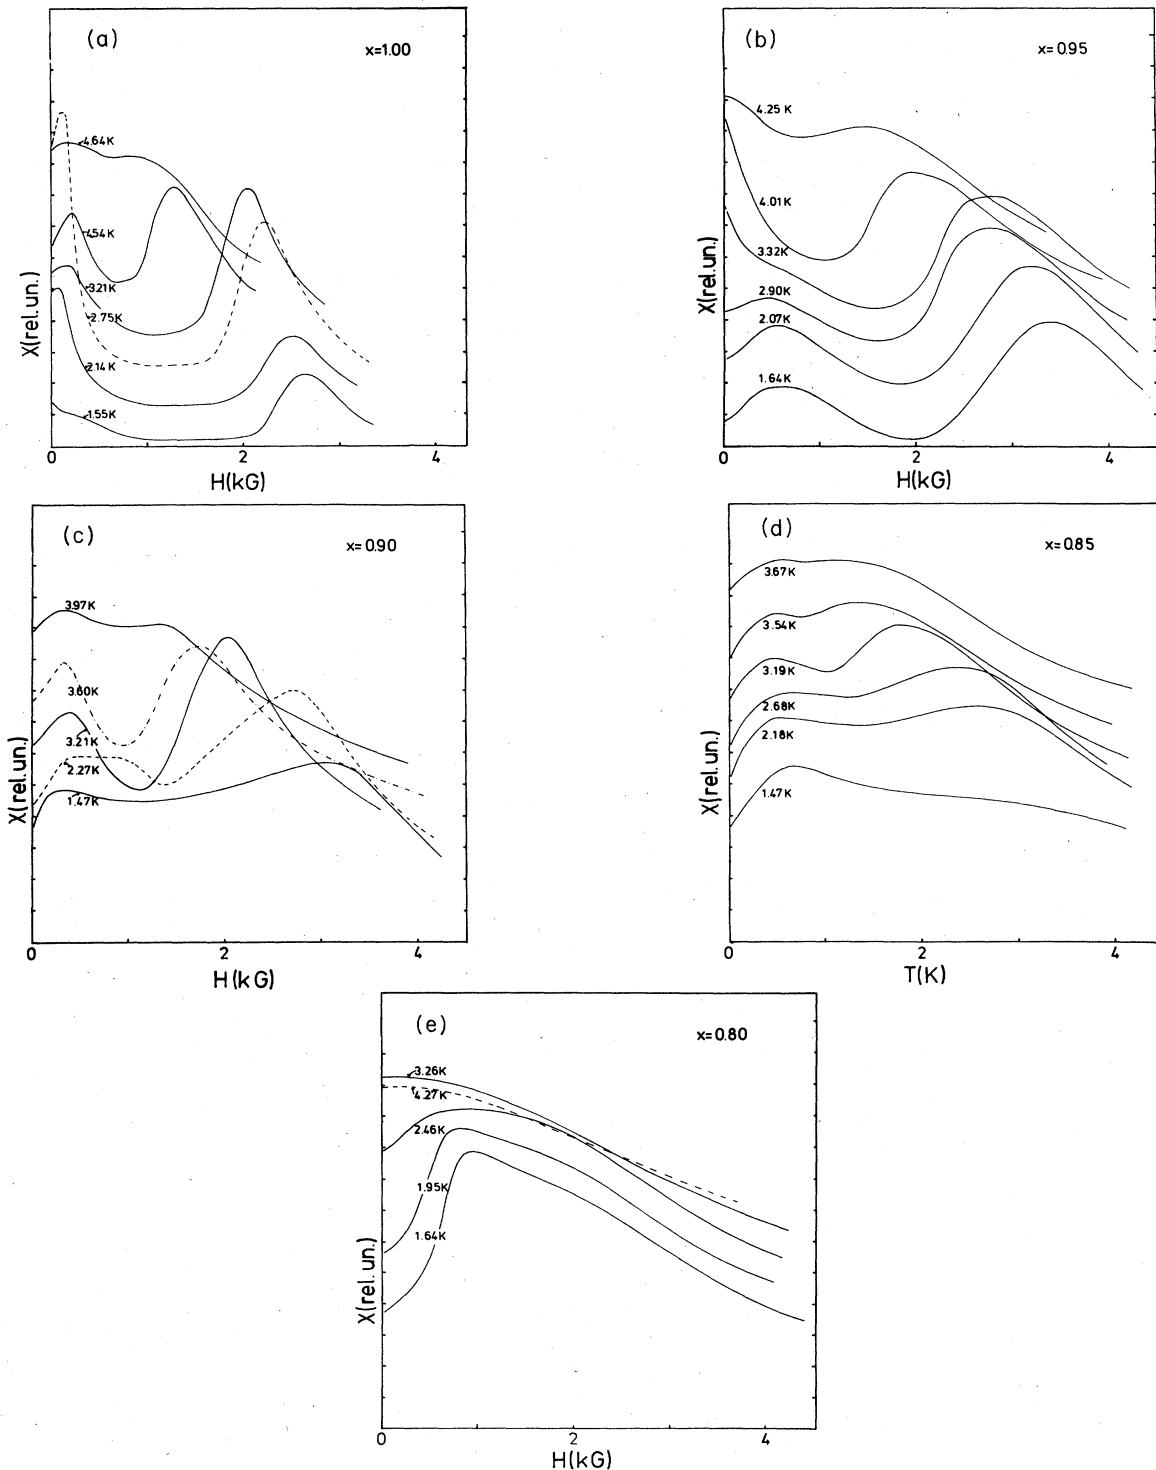 (a)
x=1.00
4.64K
4.54K
3.21K
2.75K
2.14K
1.55K
X(rel.un.)
0 2 4
H(kG)
(b)
x=0.95
4.25 K
4.01K
3.32K
2.90K
2.07K
1.64K
X(rel.un.)
0 2 4
H(kG)
(c)
x=0.90
3.97K
3.60K
3.21K
2.27K
1.47K
X(rel.un.)
0 2 4
H(kG)
(d)
x=0.85
3.67K
3.54K
3.19K
2.68K
2.18K
1.47K
X(rel.un.)
0 2 4
T(K)
(e)
x=0.80
3.26K
4.27K
2.46K
1.95K
1.64K
X(rel.un.)
0 2 4
H(kG)